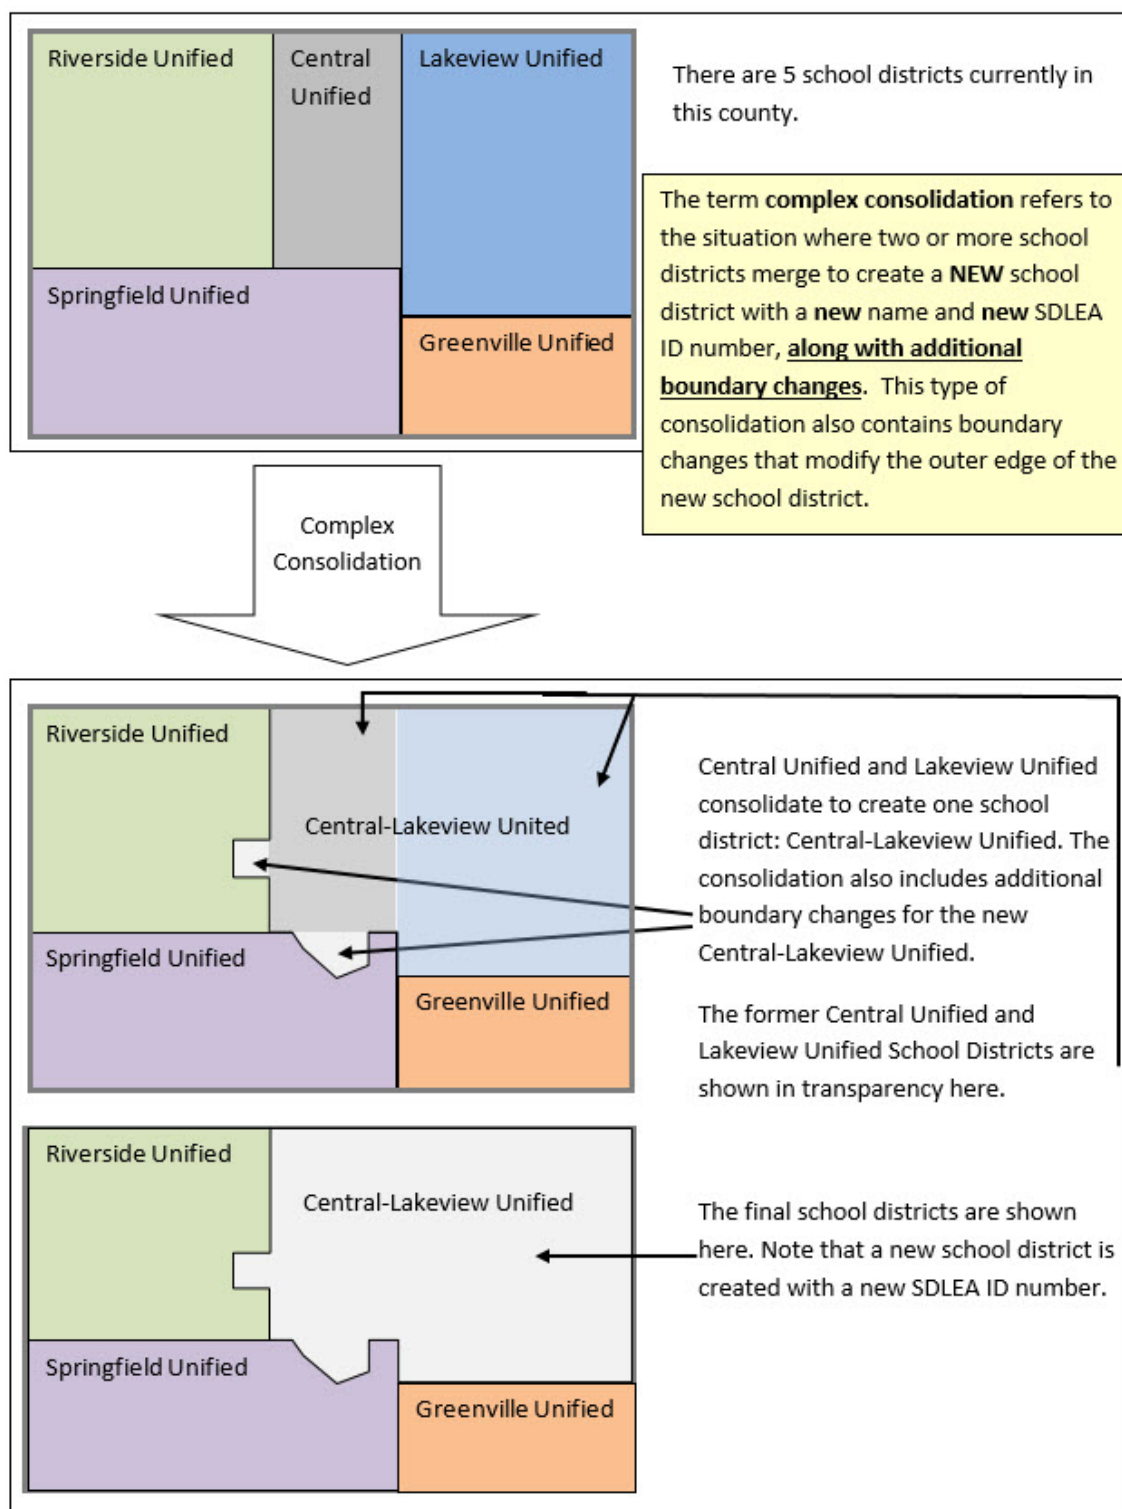 Riverside Unified
Central
Unified
Lakeview Unified
Springfield Unified
Greenville Unified
There are 5 school districts currently in
this county.
The term complex consolidation refers to
the situation where two or more school
districts merge to create a NEW school
district with a new name and new SDLEA
ID number, along with additional
boundary changes. This type of
consolidation also contains boundary
changes that modify the outer edge of the
new school district.
Complex
Consolidation
Riverside Unified
Central-Lakeview United
Springfield Unified
Greenville Unified
Central Unified and Lakeview Unified
consolidate to create one school
district: Central-Lakeview Unified. The
consolidation also includes additional
boundary changes for the new
Central-Lakeview Unified.
The former Central Unified and
Lakeview Unified School Districts are
shown in transparency here.
Riverside Unified
Central-Lakeview Unified
Springfield Unified
Greenville Unified
The final school districts are shown
here. Note that a new school district is
created with a new SDLEA ID number.